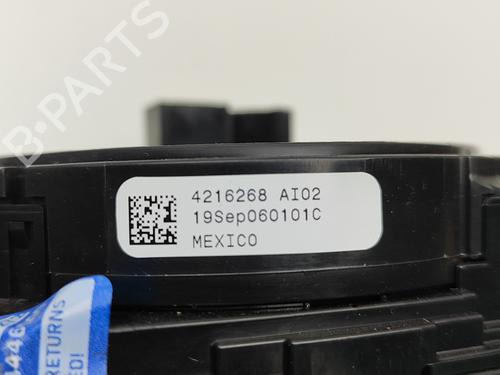 B-PARTS
4216268 AI02
19Sep060101C
MEXICO
RETURNS